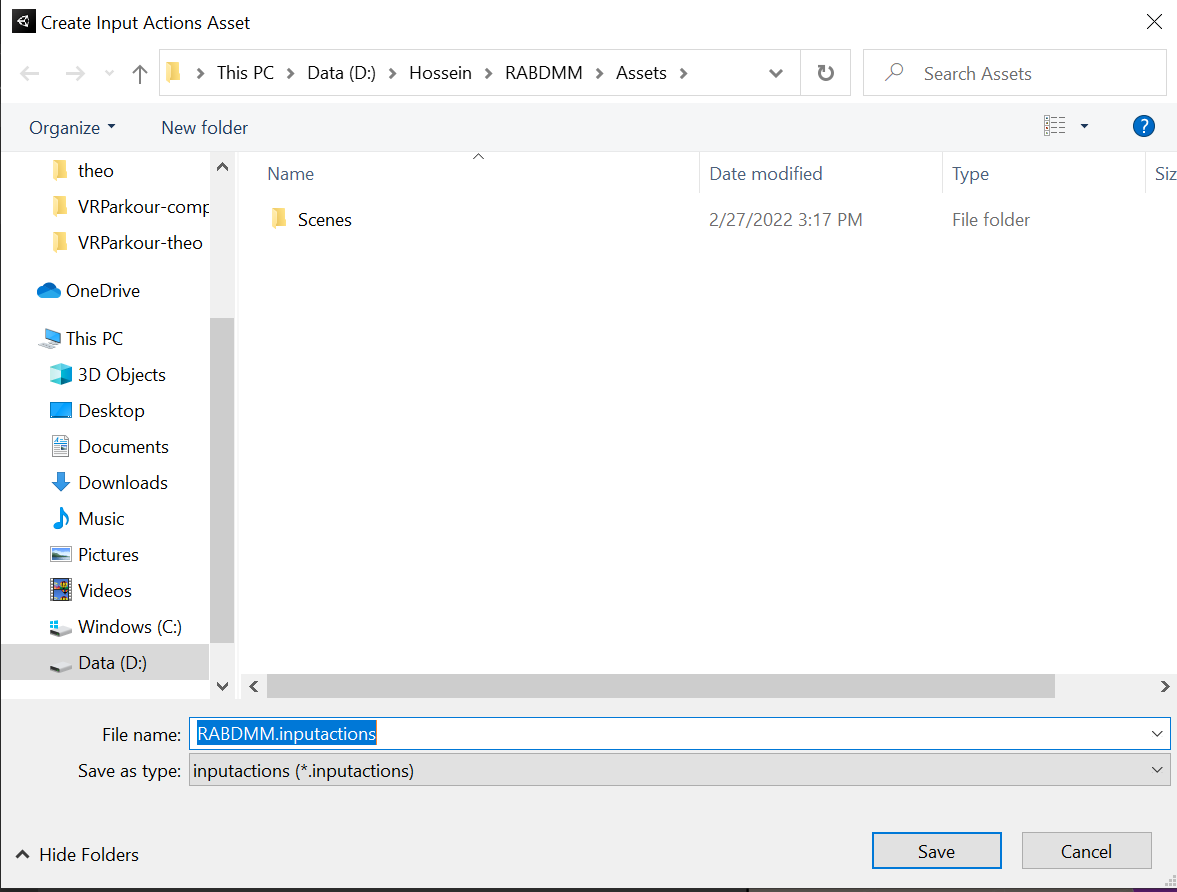 Create Input Actions Asset
This PC > Data (D:) > Hossein > RABDMM > Assets >
Search Assets
Organize
New folder
?
theo
VRParkour-comp
VRParkour-theo
OneDrive
This PC
3D Objects
Desktop
Documents
Downloads
Music
Pictures
Videos
Windows (C:)
Data (D:)
Name Date modified Type Siz
Scenes 2/27/2022 3:17 PM File folder
File name: RABDMM.inputactions
Save as type: inputactions (*.inputactions)
Hide Folders
Save
Cancel